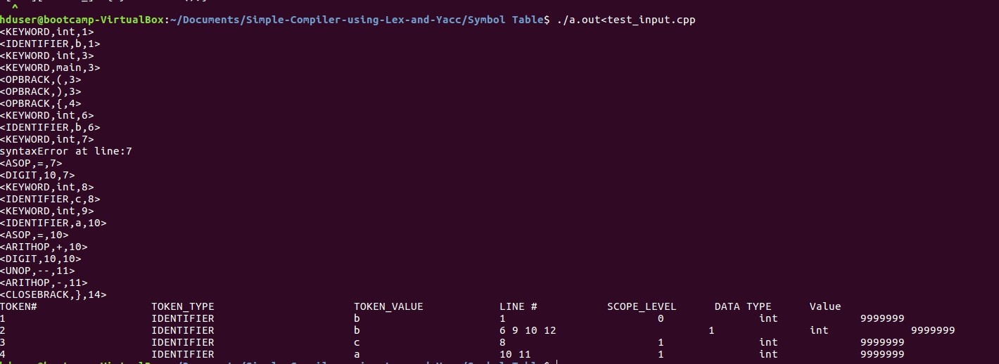 ^
hduser@bootcamp-VirtualBox:~/Documents/Simple-Compiler-using-Lex-and-Yacc/Symbol Table$ ./a.out<test_input.cpp
<KEYWORD,int,1>
<IDENTIFIER,b,1>
<KEYWORD,int,3>
<KEYWORD,main,3>
<OPBRACK,(,3>
<OPBRACK,),3>
<OPBRACK,{,4>
<KEYWORD,int,6>
<IDENTIFIER,b,6>
<KEYWORD,int,7>
syntaxError at line:7
<ASOP,=,7>
<DIGIT,10,7>
<KEYWORD,int,8>
<IDENTIFIER,c,8>
<KEYWORD,int,9>
<IDENTIFIER,a,10>
<ASOP,=,10>
<ARITHOP,+,10>
<DIGIT,10,10>
<UNOP,--,11>
<ARITHOP,-,11>
<CLOSEBRACK,},14>
TOKEN# TOKEN_TYPE TOKEN_VALUE LINE # SCOPE_LEVEL DATA TYPE Value
1 IDENTIFIER b 1 0 int 9999999
2 IDENTIFIER b 6 9 10 12 1 int 9999999
3 IDENTIFIER c 8 1 int 9999999
4 IDENTIFIER a 10 11 1 int 9999999